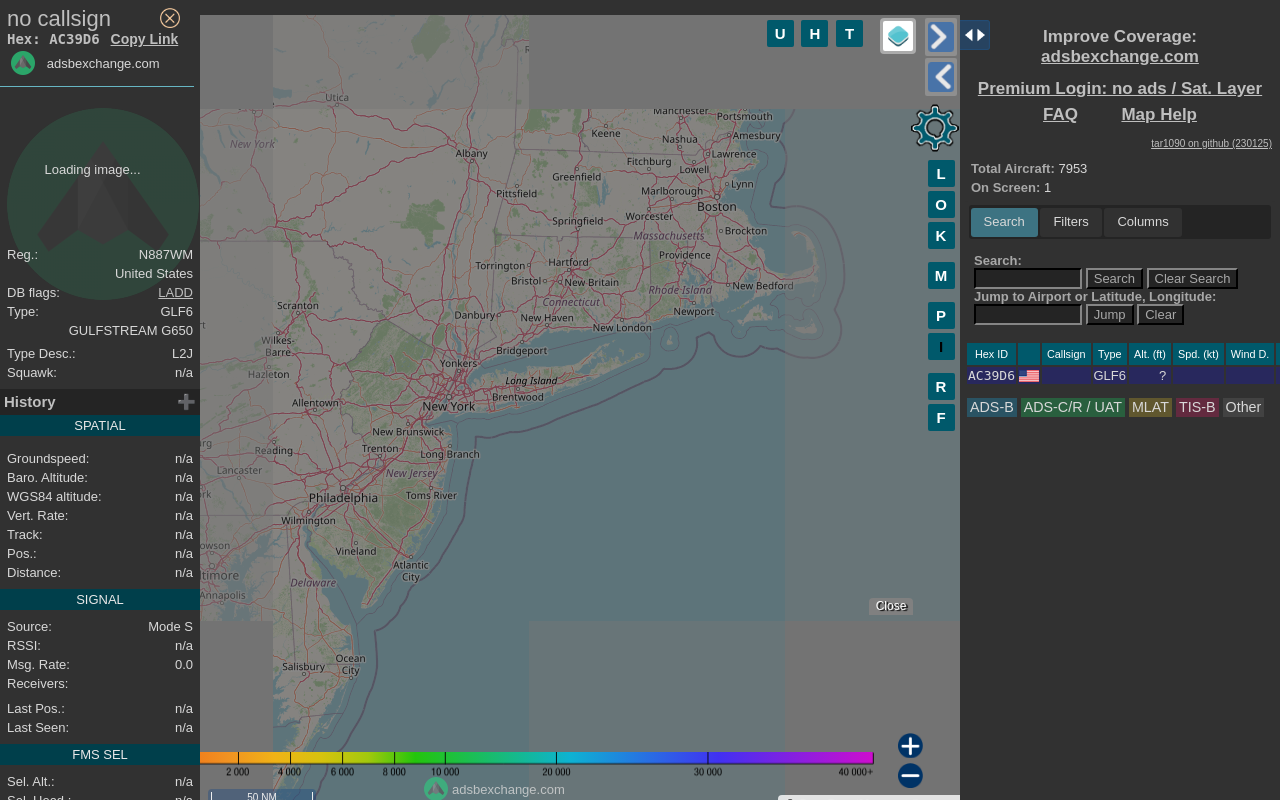 no callsign
Hex: AC39D6 Copy Link
adsbexchange.com
Loading image...
Reg.: N887WM
United States
DB flags: LADD
Type: GLF6
GULFSTREAM G650
Type Desc.: L2J
Squawk: n/a
History
SPATIAL
Groundspeed: n/a
Baro. Altitude: n/a
WGS84 altitude: n/a
Vert. Rate: n/a
Track: n/a
Pos.: n/a
Distance: n/a
SIGNAL
Source: Mode S
RSSI: n/a
Msg. Rate: 0.0
Receivers:
Last Pos.: n/a
Last Seen: n/a
FMS SEL
Sel. Alt.: n/a
Sel. Head.: n/a
U H T
L
O
K
M
P
I
R
F
Utica
New York
Albany
Keene
Manchester
Portsmouth
Nashua
Amesbury
Fitchburg
Lawrence
Lowell
Greenfield
Pittsfield
Marlborough
Lynn
Boston
Springfield
Worcester
Massachusetts
Brockton
Providence
Torrington
Hartford
Bristol
New Britain
Rhode Island
New Bedford
Connecticut
Newport
Scranton
Danbury
New Haven
New London
Wilkes-
Barre
Bridgeport
Hazleton
Yonkers
Long Island
Brentwood
Allentown
New York
New Brunswick
Reading
Trenton
Long Branch
Lancaster
New Jersey
Philadelphia
Toms River
Wilmington
Vineland
Atlantic
City
Delaware
Annapolis
Salisbury
Ocean
City
Close
2 000 4 000 6 000 8 000 10 000 20 000 30 000 40 000+
adsbexchange.com
50 NM
Improve Coverage:
adsbexchange.com
Premium Login: no ads / Sat. Layer
FAQ Map Help
tar1090 on github (230125)
Total Aircraft: 7953
On Screen: 1
Search Filters Columns
Search:
Search Clear Search
Jump to Airport or Latitude, Longitude:
Jump Clear
Hex ID Callsign Type Alt. (ft) Spd. (kt) Wind D.
AC39D6 GLF6 ?
ADS-B ADS-C/R / UAT MLAT TIS-B Other